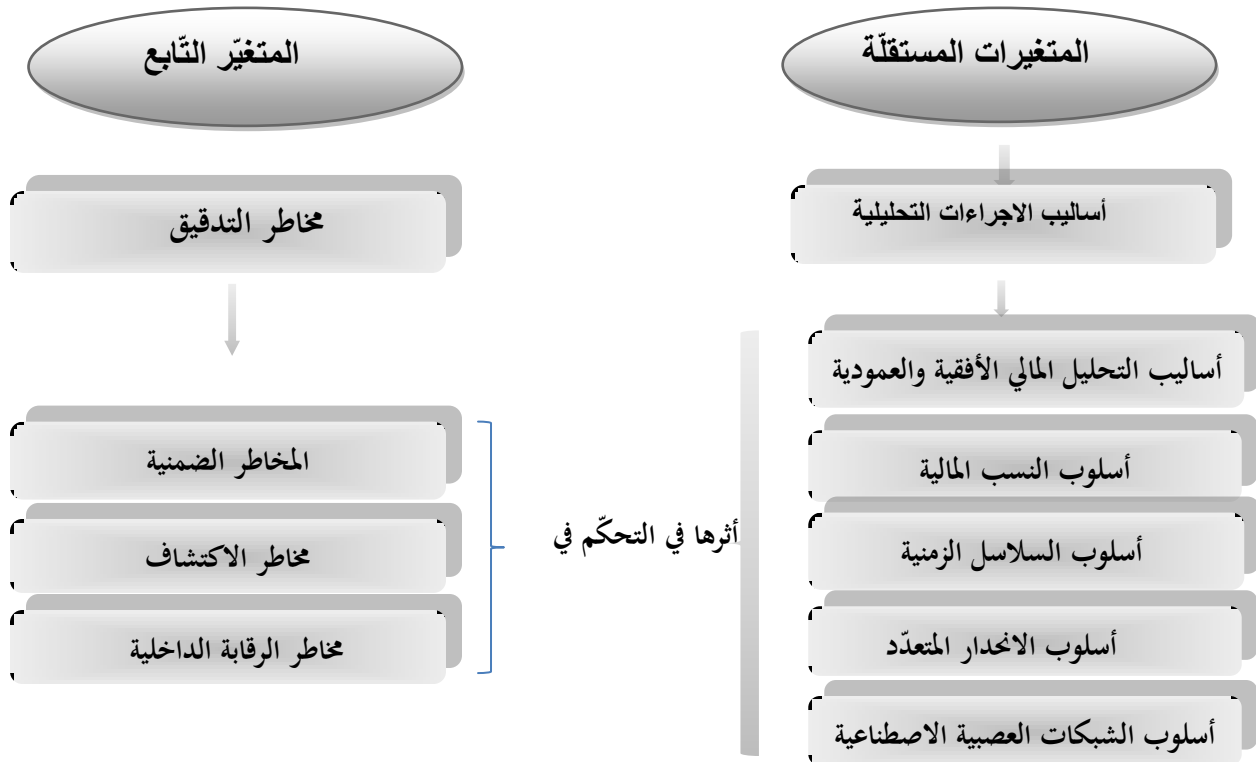 المتغيرات المستقلّة
المتغيّر التّابع
أساليب الاجراءات التحليلية
مخاطر التدقيق
أساليب التحليل المالي الأفقية والعمودية
أسلوب النسب المالية
أسلوب السلاسل الزمنية
أسلوب الانحدار المتعدّد
أسلوب الشبكات العصبية الاصطناعية
أثرها في التحكّم في
المخاطر الضمنية
مخاطر الاكتشاف
مخاطر الرقابة الداخلية